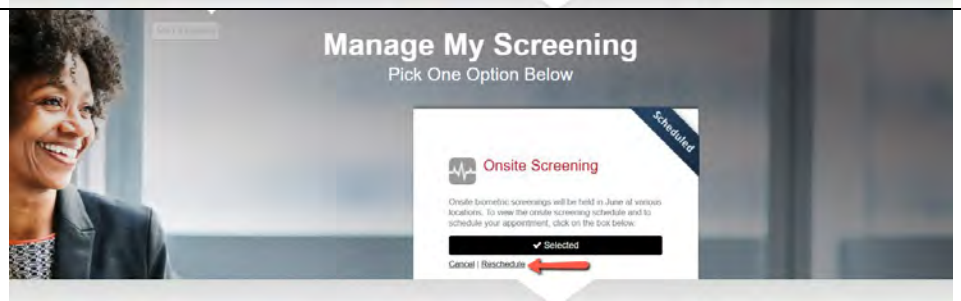 Manage My Screening
Pick One Option Below
Scheduled
Onsite Screening
Onsite biometric screenings will be held in June at various
locations. To view the onsite screening schedule and to
schedule your appointment, click on the box below.
✔ Selected
Cancel | Reschedule